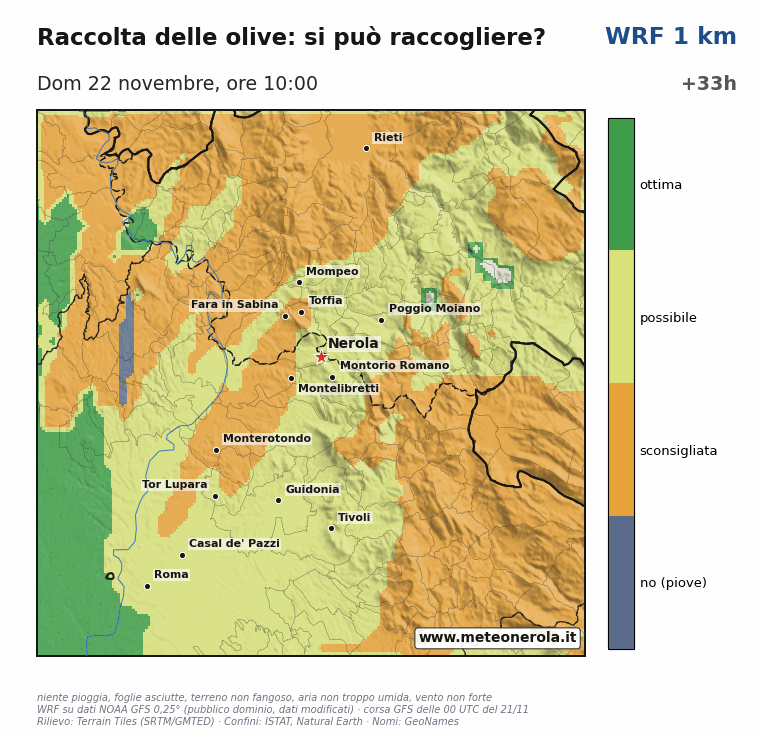 Raccolta delle olive: si può raccogliere?
WRF 1 km
Dom 22 novembre, ore 10:00
+33h
Rieti
ottima
Mompeo
Fara in Sabina
Toffia
Poggio Moiano
possibile
Nerola
Montorio Romano
Montelibretti
Monterotondo
sconsigliata
Tor Lupara
Guidonia
Tivoli
Casal de' Pazzi
Roma
no (piove)
www.meteonerola.it
niente pioggia, foglie asciutte, terreno non fangoso, aria non troppo umida, vento non forte
WRF su dati NOAA GFS 0,25° (pubblico dominio, dati modificati) · corsa GFS delle 00 UTC del 21/11
Rilievo: Terrain Tiles (SRTM/GMTED) · Confini: ISTAT, Natural Earth · Nomi: GeoNames